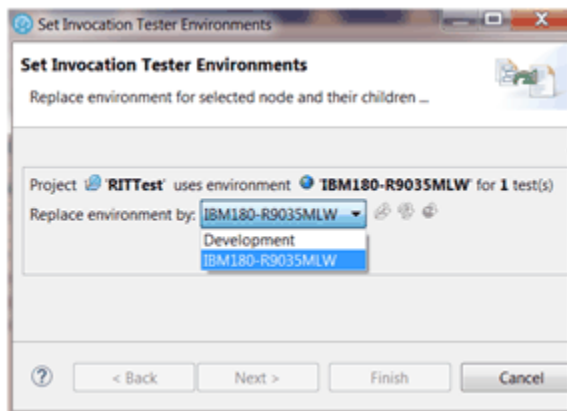 Set Invocation Tester Environments
Set Invocation Tester Environments
Replace environment for selected node and their children ...
Project 'RITTest' uses environment 'IBM180-R9035MLW' for 1 test(s)
Replace environment by: IBM180-R9035MLW
Development
IBM180-R9035MLW
< Back Next > Finish Cancel